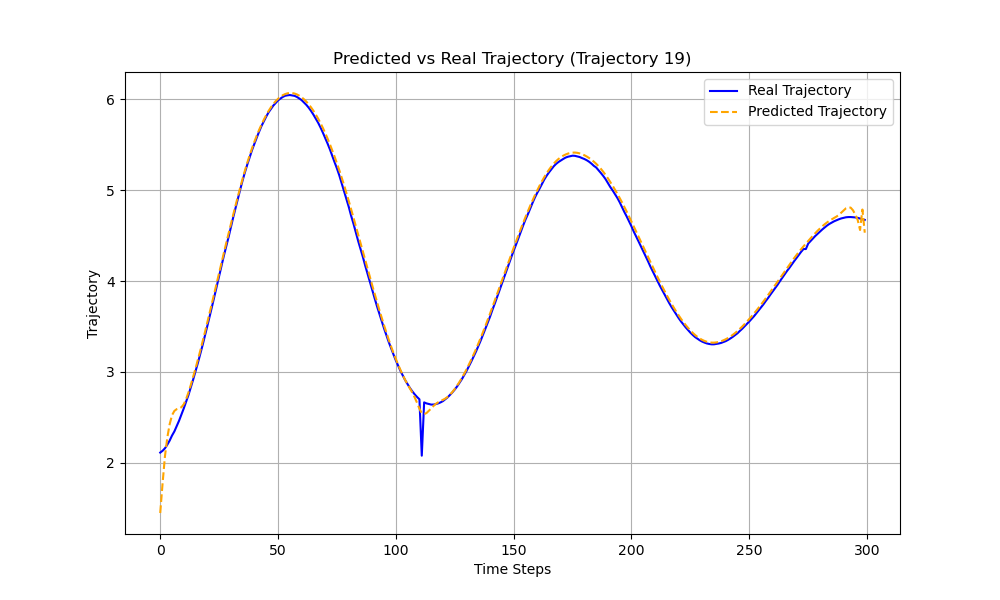 Predicted vs Real Trajectory (Trajectory 19)
Real Trajectory
Predicted Trajectory
Trajectory
6
5
4
3
2
0 50 100 150 200 250 300
Time Steps